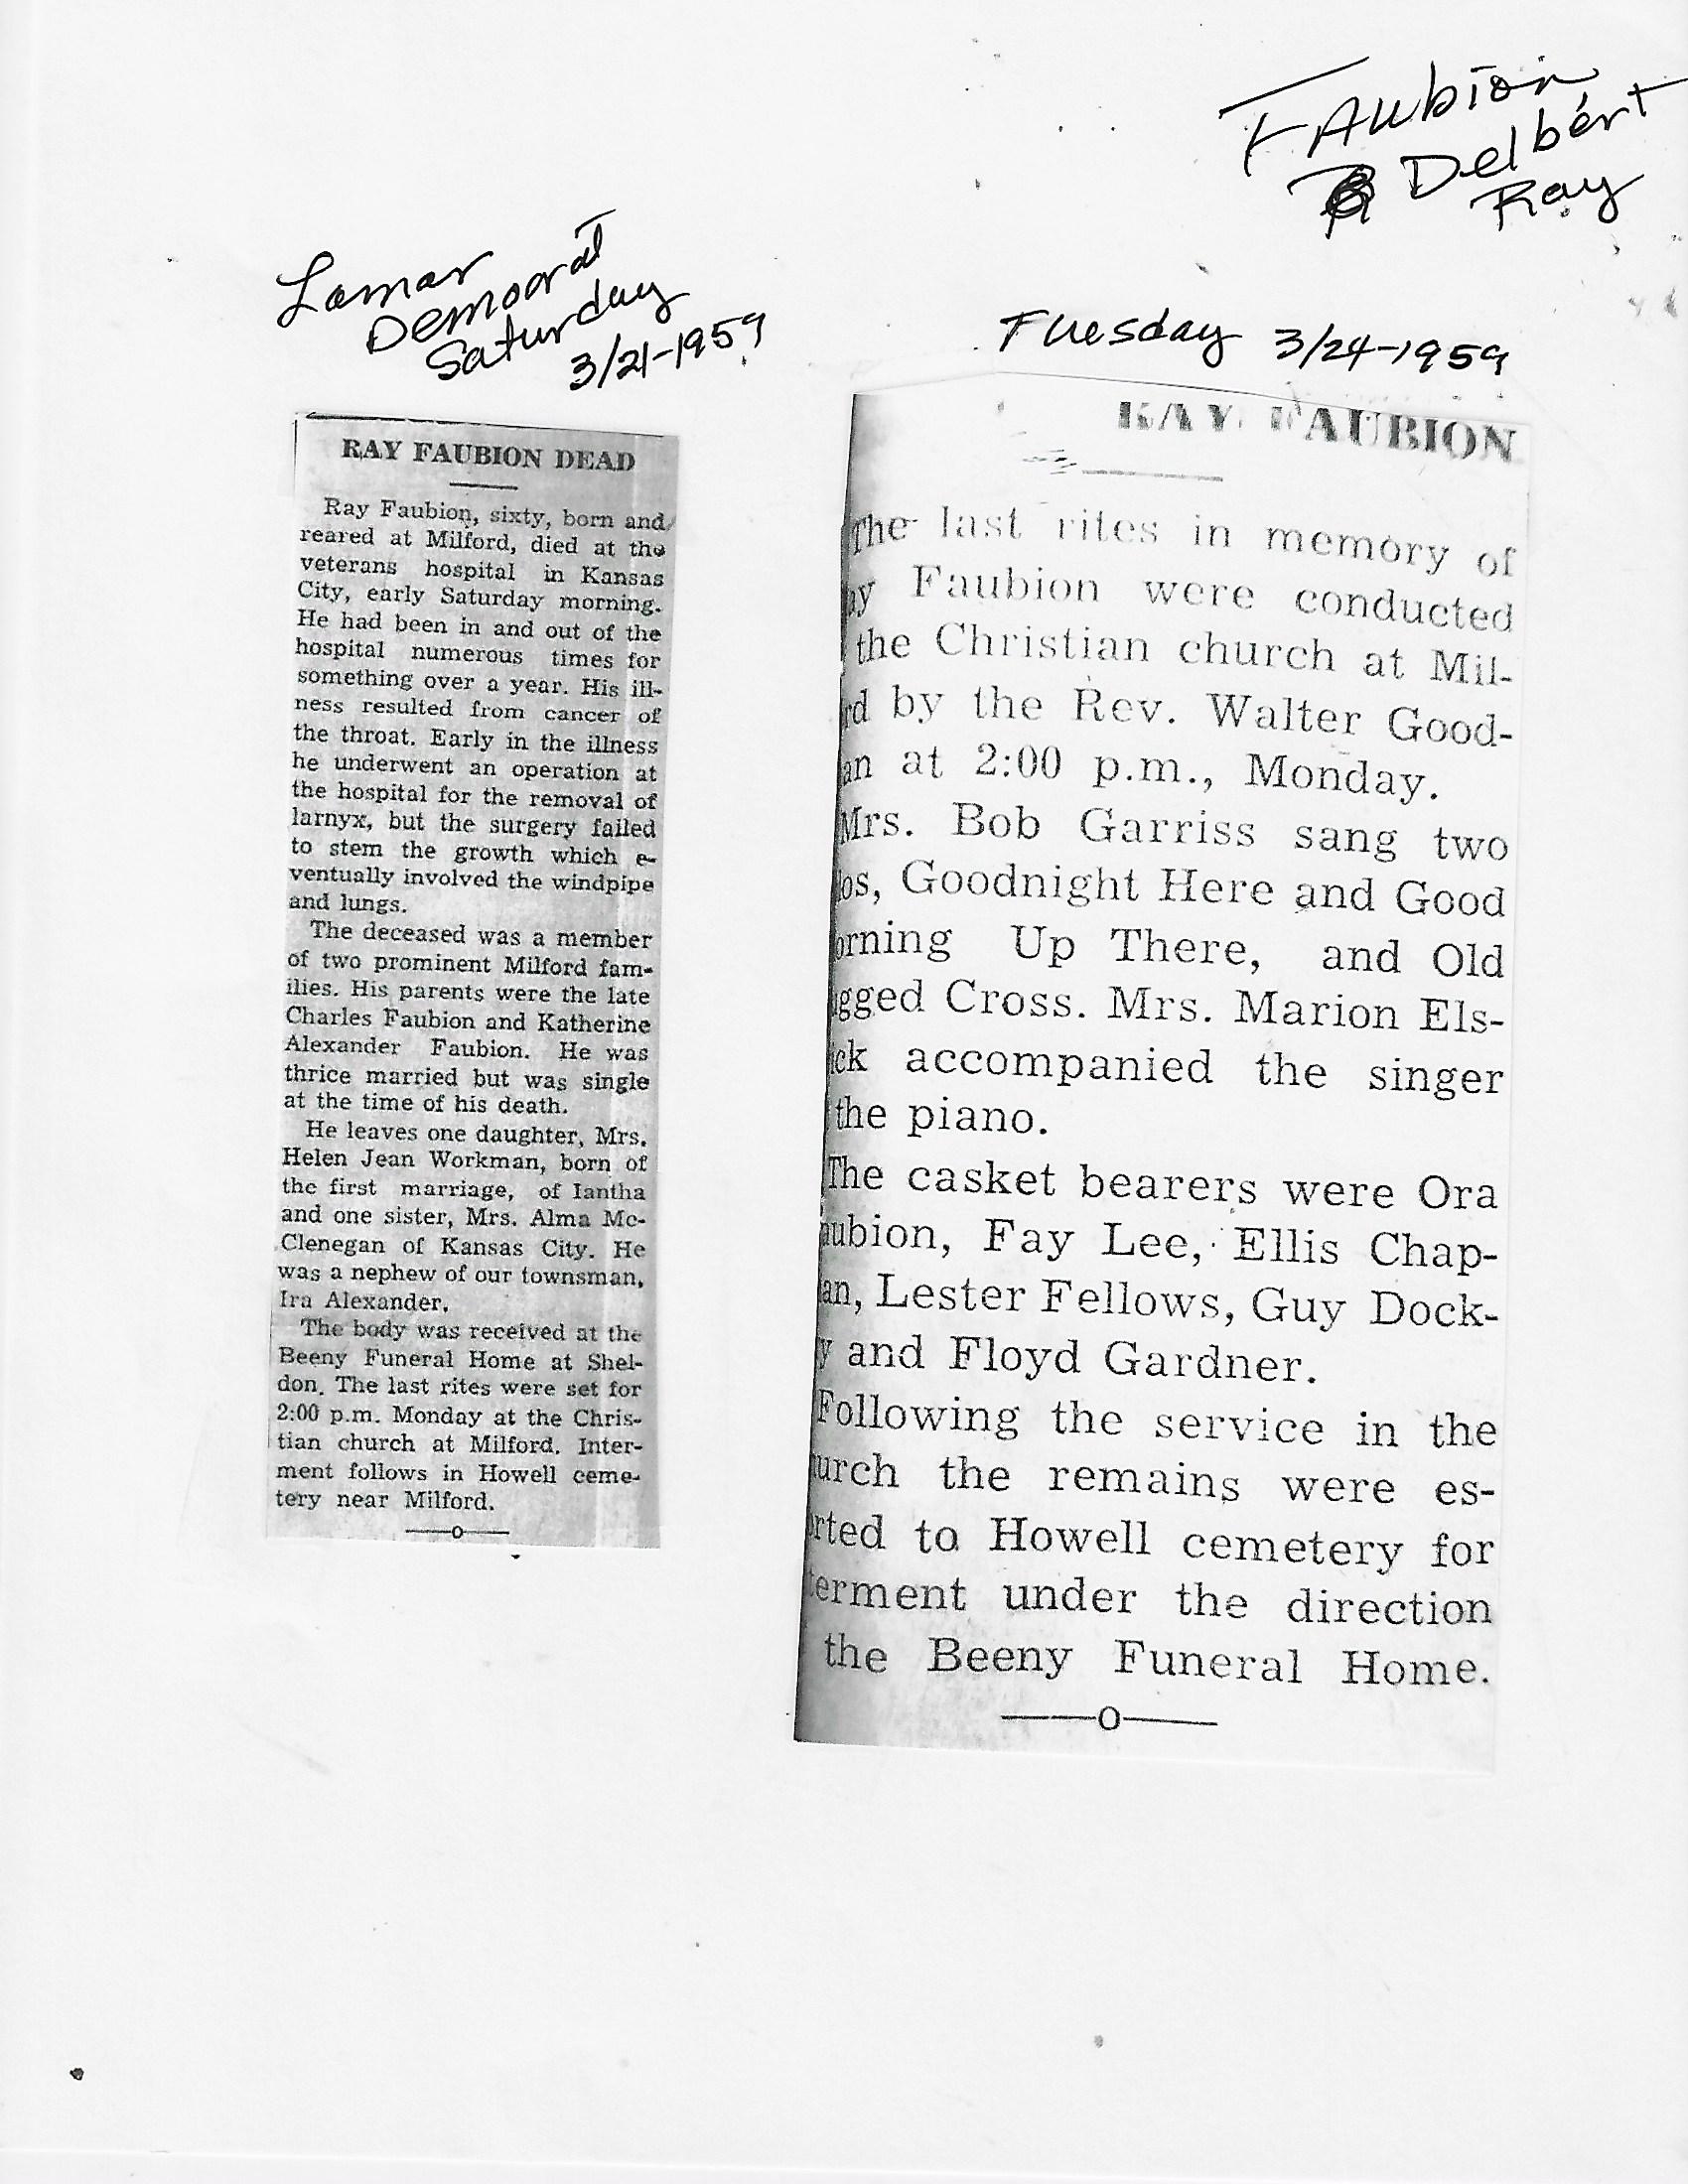 FAubion
Delbert
Ray
Lamar
Democrat
Saturday
3/21-1959
RAY FAUBION DEAD
Ray Faubion, sixty, born and
reared at Milford, died at the
veterans hospital in Kansas
City, early Saturday morning.
He had been in and out of the
hospital numerous times for
something over a year. His ill-
ness resulted from cancer of
the throat. Early in the illness
he underwent an operation at
the hospital for the removal of
larnyx, but the surgery failed
to stem the growth which e-
ventually involved the windpipe
and lungs.
The deceased was a member
of two prominent Milford fam-
ilies. His parents were the late
Charles Faubion and Katherine
Alexander Faubion. He was
thrice married but was single
at the time of his death.
He leaves one daughter, Mrs.
Helen Jean Workman, born of
the first marriage, of Iantha
and one sister, Mrs. Alma Mc-
Clenegan of Kansas City. He
was a nephew of our townsman,
Ira Alexander.
The body was received at the
Beeny Funeral Home at Shel-
don. The last rites were set for
2:00 p.m. Monday at the Chris-
tian church at Milford. Inter-
ment follows in Howell ceme-
tery near Milford.
Tuesday 3/24-1959
RAY FAUBION
The last rites in memory of
ay Faubion were conducted
the Christian church at Mil-
rd by the Rev. Walter Good-
an at 2:00 p.m., Monday.
Mrs. Bob Garriss sang two
los, Goodnight Here and Good
orning Up There, and Old
gged Cross. Mrs. Marion Els-
ick accompanied the singer
the piano.
The casket bearers were Ora
aubion, Fay Lee, Ellis Chap-
an, Lester Fellows, Guy Dock-
y and Floyd Gardner.
Following the service in the
urch the remains were es-
orted to Howell cemetery for
terment under the direction
the Beeny Funeral Home.